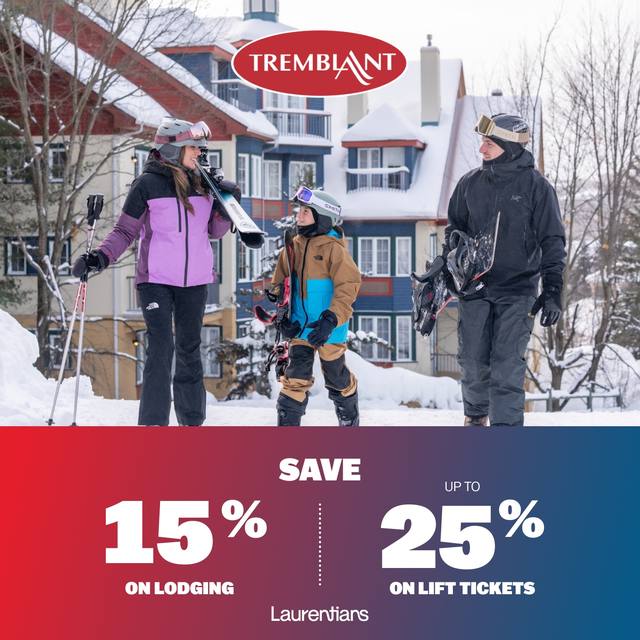 TREMBLANT
SAVE
15%
ON LODGING
UP TO
25%
ON LIFT TICKETS
Laurentians